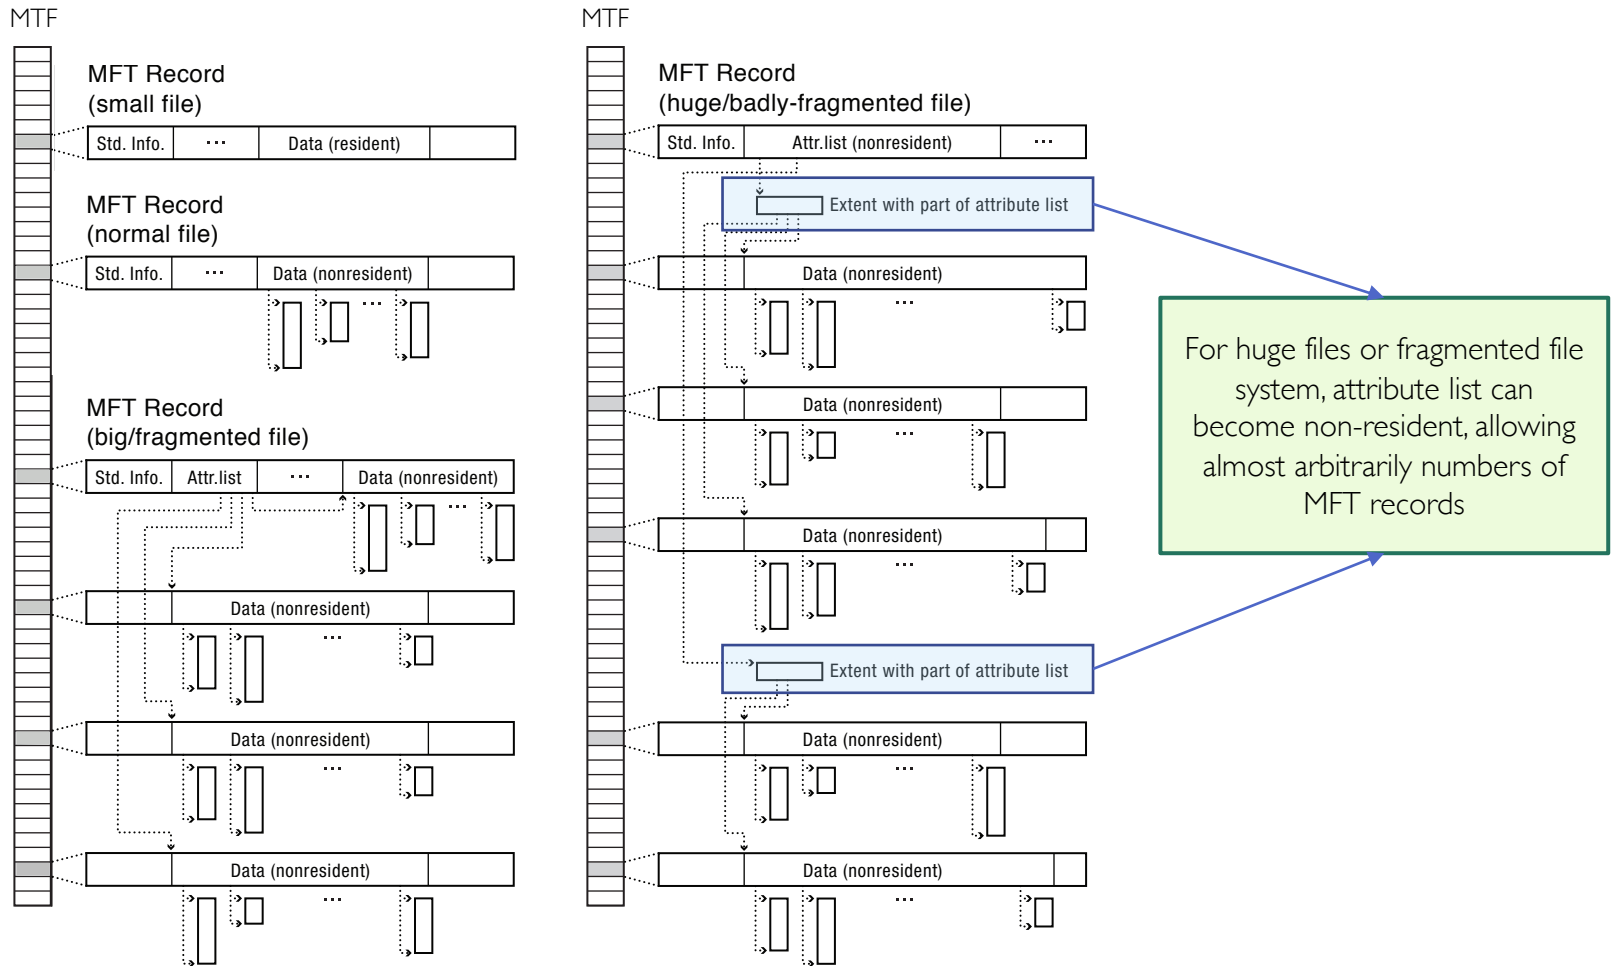 MTF
MFT Record
(small file)
Std. Info.
...
Data (resident)
MFT Record
(normal file)
Std. Info.
...
Data (nonresident)
...
MFT Record
(big/fragmented file)
Std. Info.
Attr.list
...
Data (nonresident)
...
Data (nonresident)
...
Data (nonresident)
...
Data (nonresident)
...
MTF
MFT Record
(huge/badly-fragmented file)
Std. Info.
Attr.list (nonresident)
...
Extent with part of attribute list
Data (nonresident)
...
Data (nonresident)
...
Data (nonresident)
...
Extent with part of attribute list
Data (nonresident)
...
Data (nonresident)
...
For huge files or fragmented file
system, attribute list can
become non-resident, allowing
almost arbitrarily numbers of
MFT records